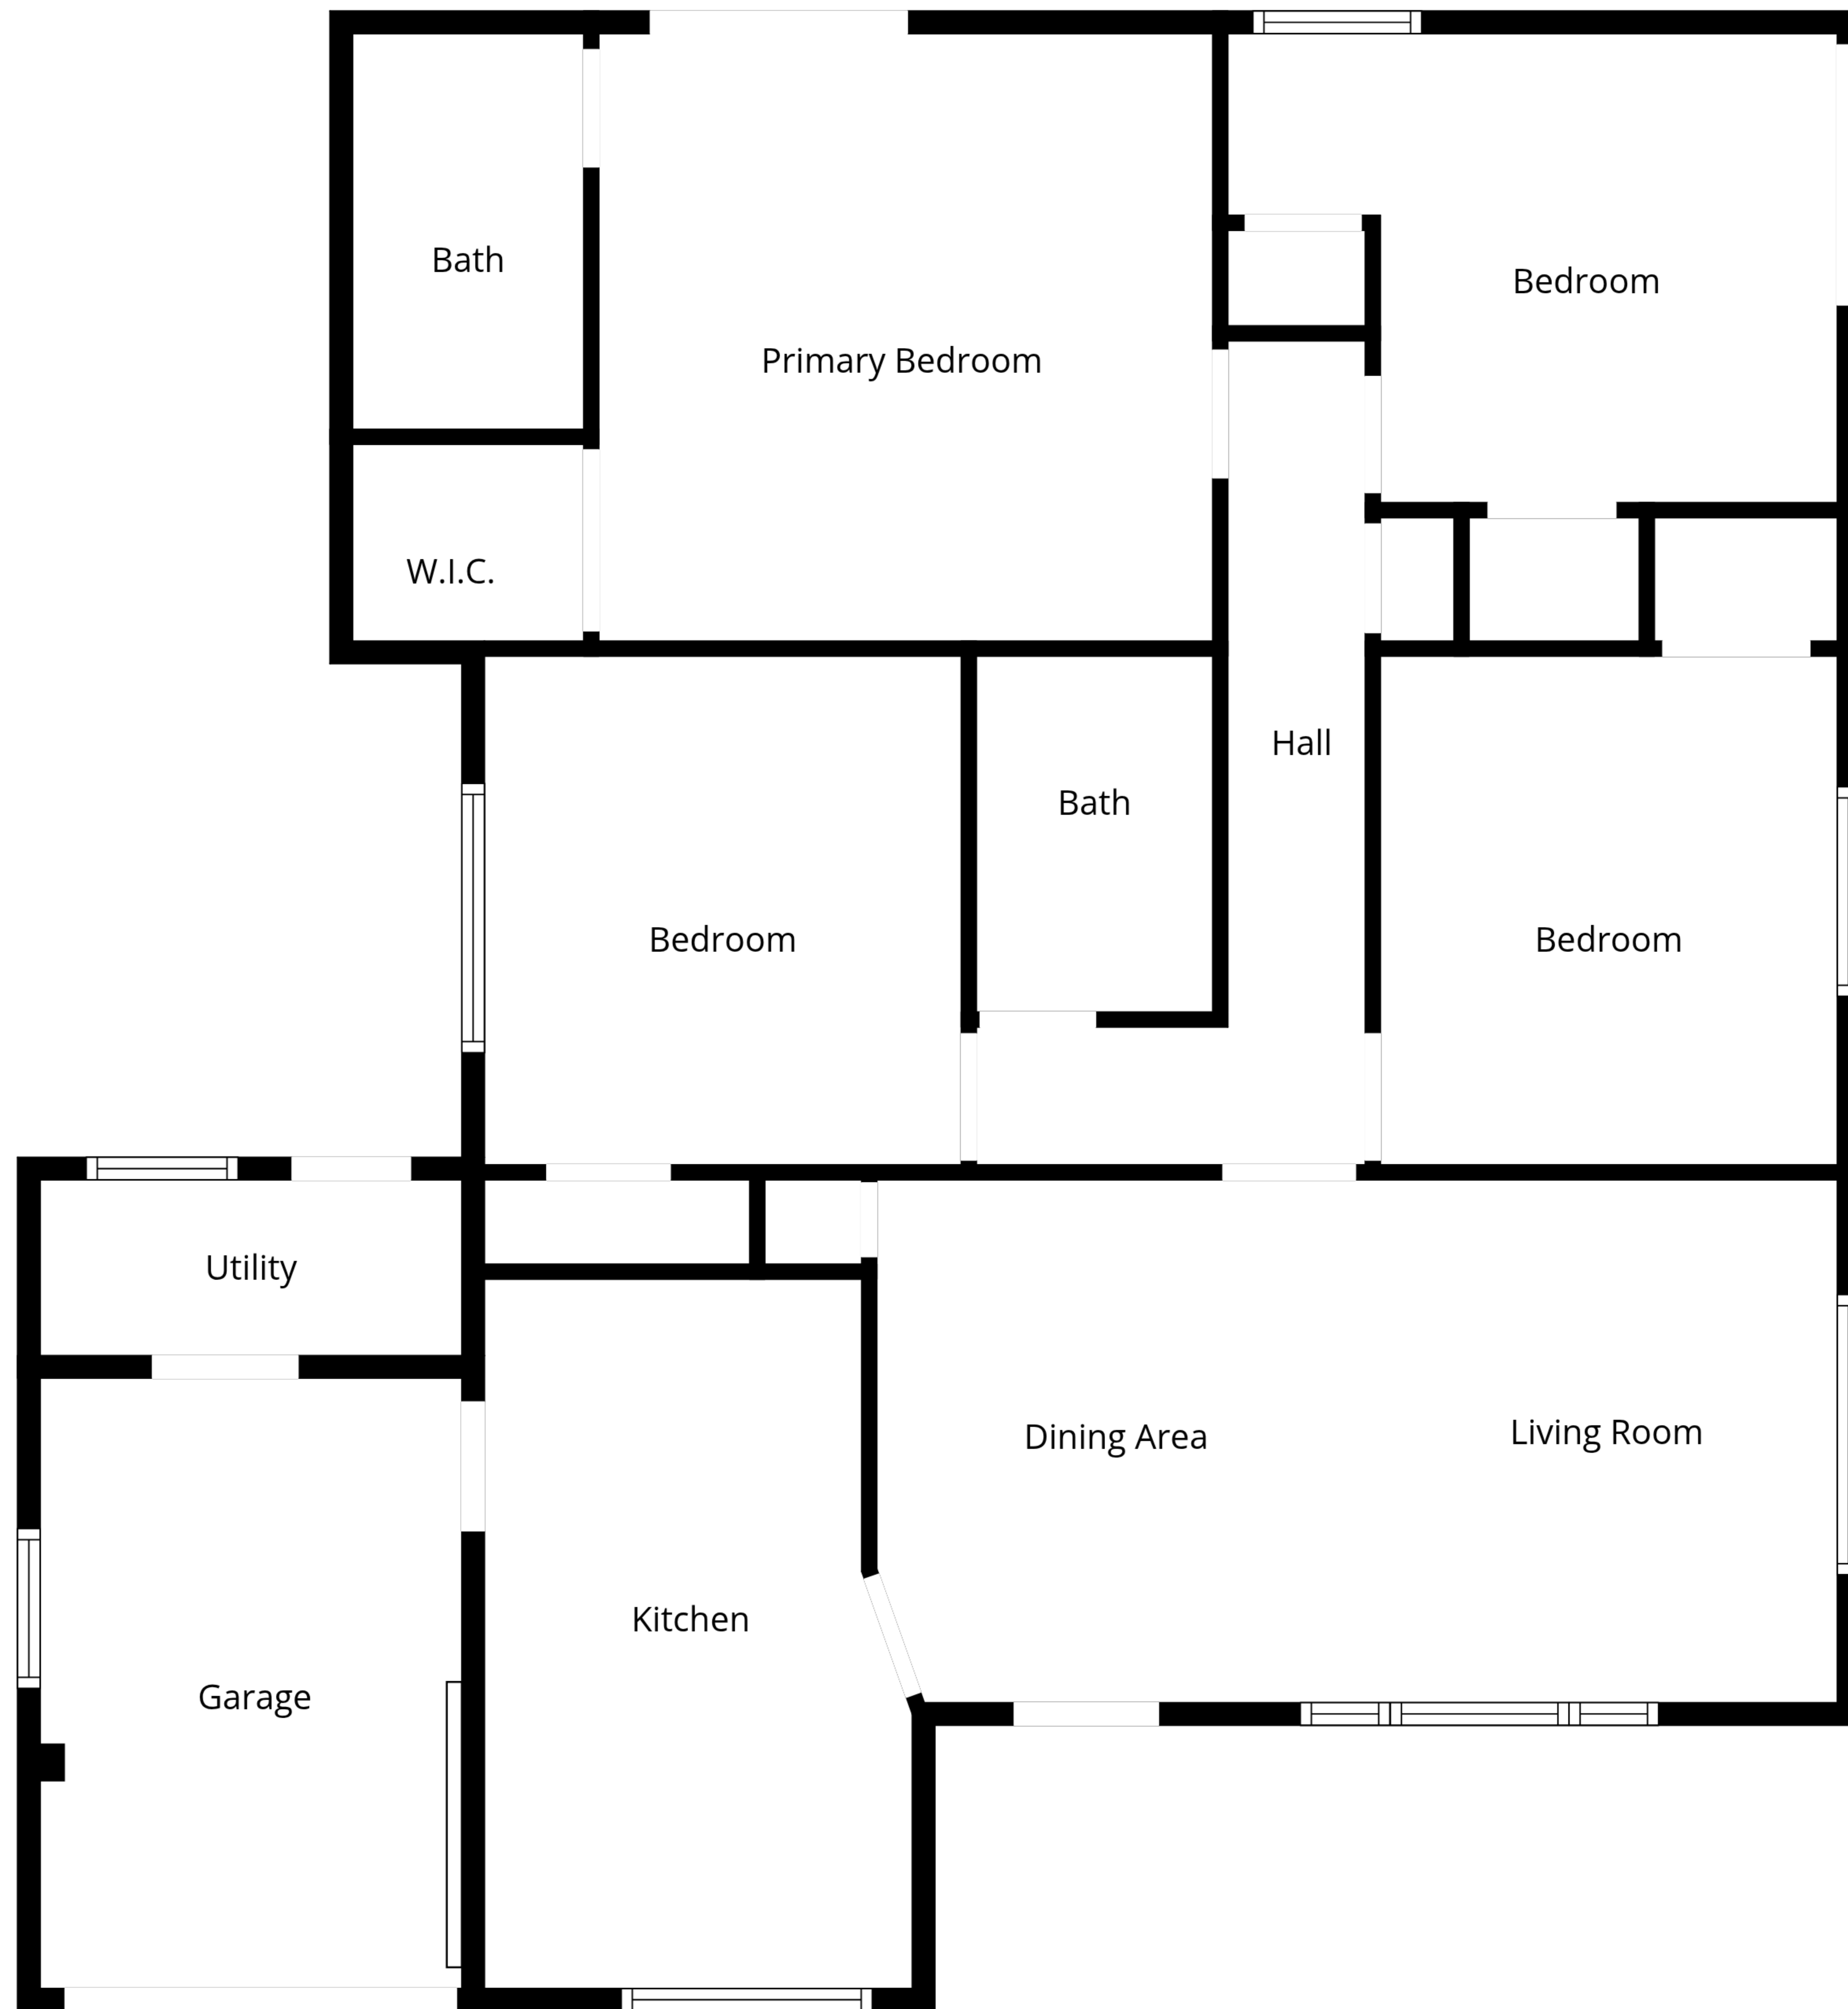 Bath
Bedroom
Primary Bedroom
W.I.C.
Hall
Bath
Bedroom
Bedroom
Utility
Dining Area
Living Room
Kitchen
Garage